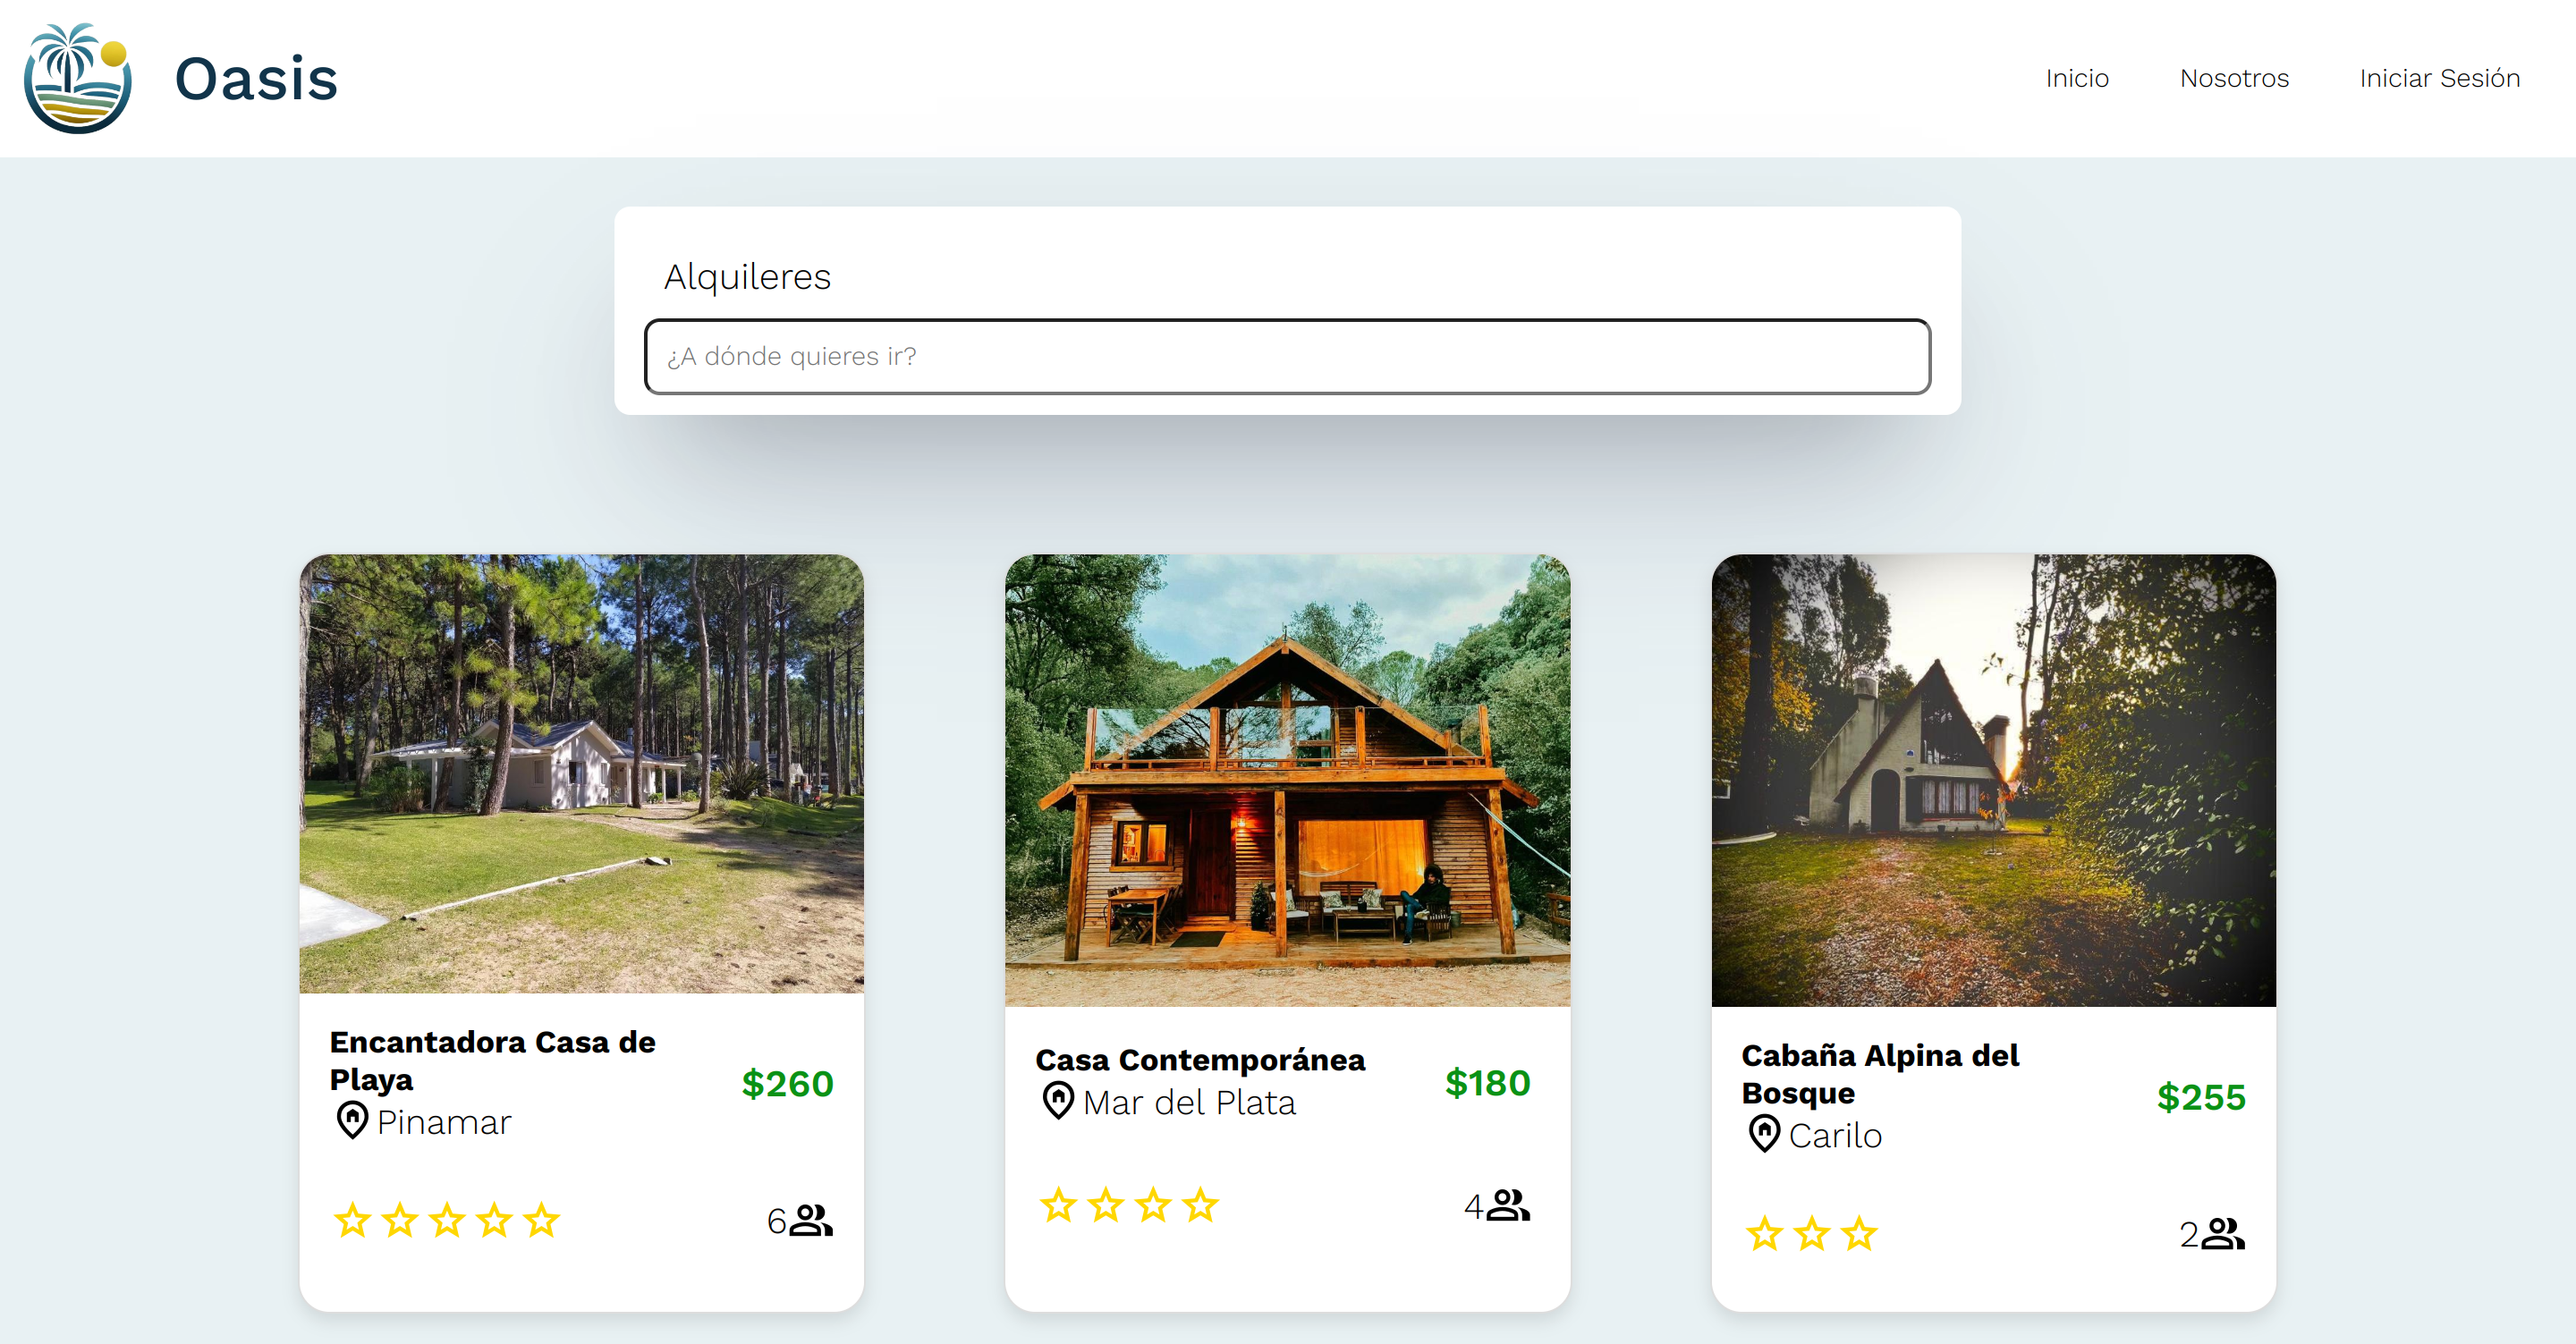 Oasis
Inicio
Nosotros
Iniciar Sesión
Alquileres
¿A dónde quieres ir?
Encantadora Casa de
Playa
$260
Pinamar
6
Casa Contemporánea
$180
Mar del Plata
4
Cabaña Alpina del
Bosque
$255
Carilo
2